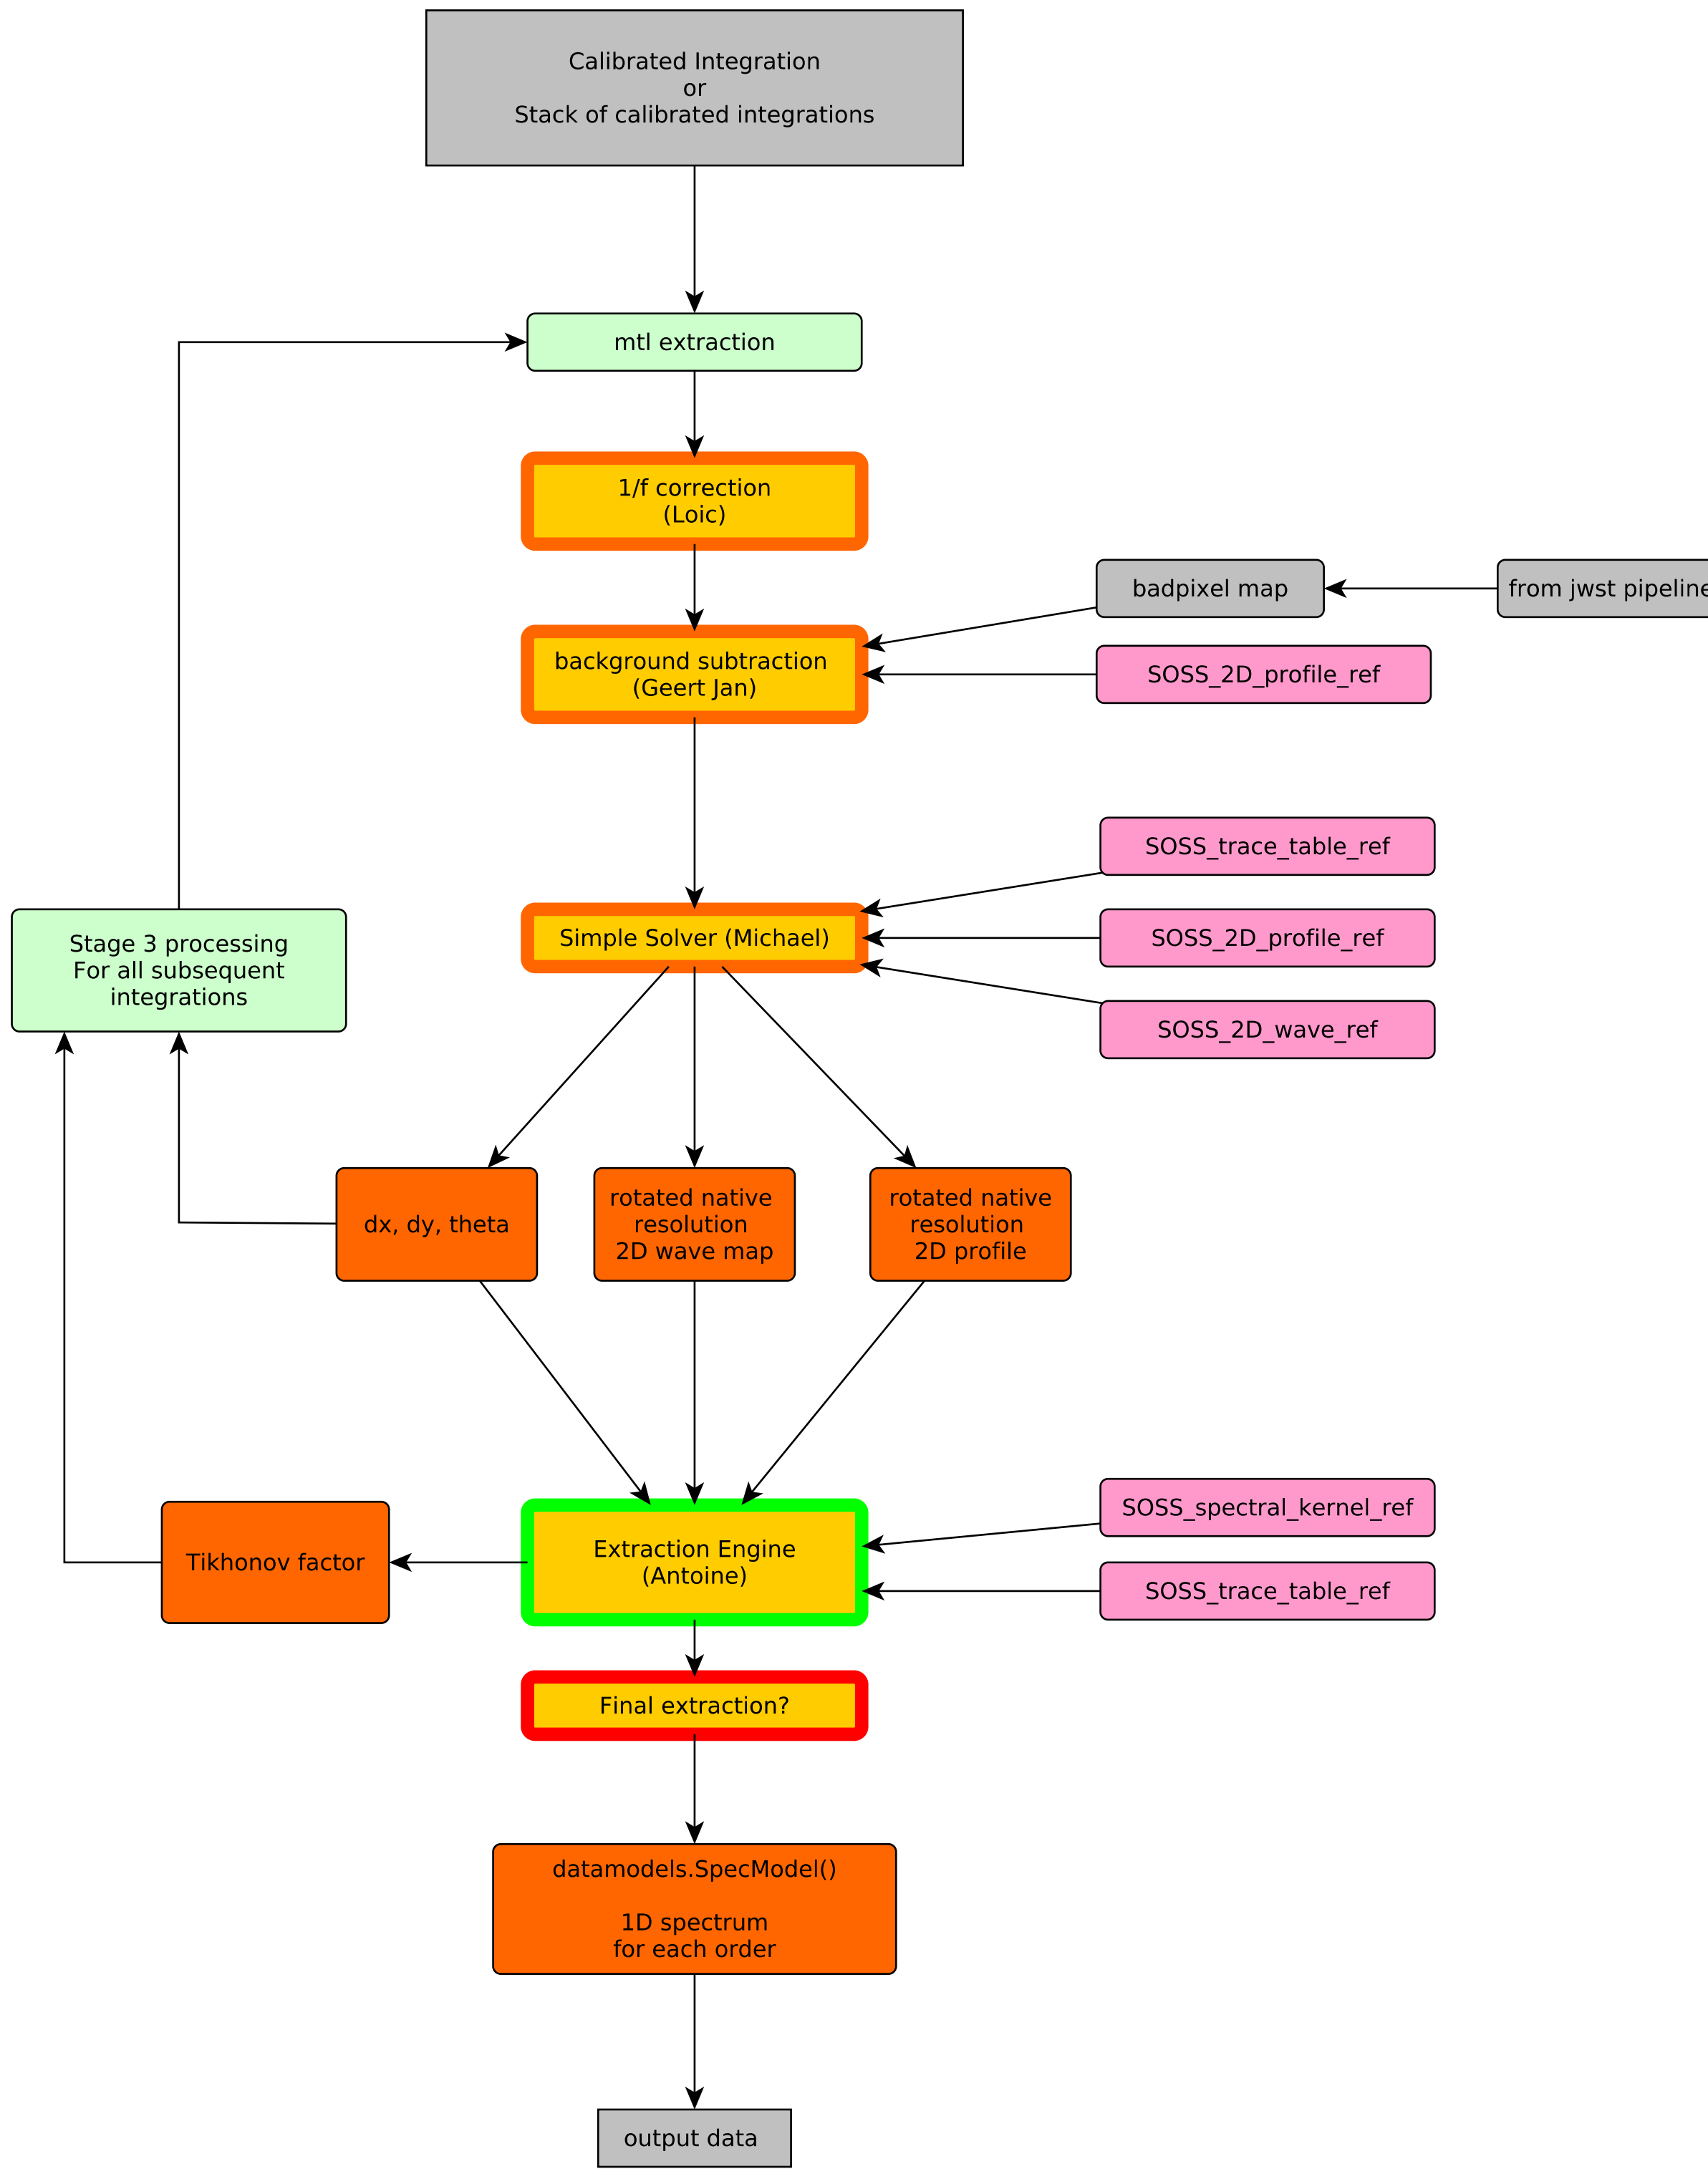 Calibrated Integration
or
Stack of calibrated integrations
mtl extraction
1/f correction
(Loic)
badpixel map
from jwst pipeline
background subtraction
(Geert Jan)
SOSS_2D_profile_ref
SOSS_trace_table_ref
Simple Solver (Michael)
SOSS_2D_profile_ref
SOSS_2D_wave_ref
Stage 3 processing
For all subsequent
integrations
dx, dy, theta
rotated native
resolution
2D wave map
rotated native
resolution
2D profile
SOSS_spectral_kernel_ref
Tikhonov factor
Extraction Engine
(Antoine)
SOSS_trace_table_ref
Final extraction?
datamodels.SpecModel()
1D spectrum
for each order
output data